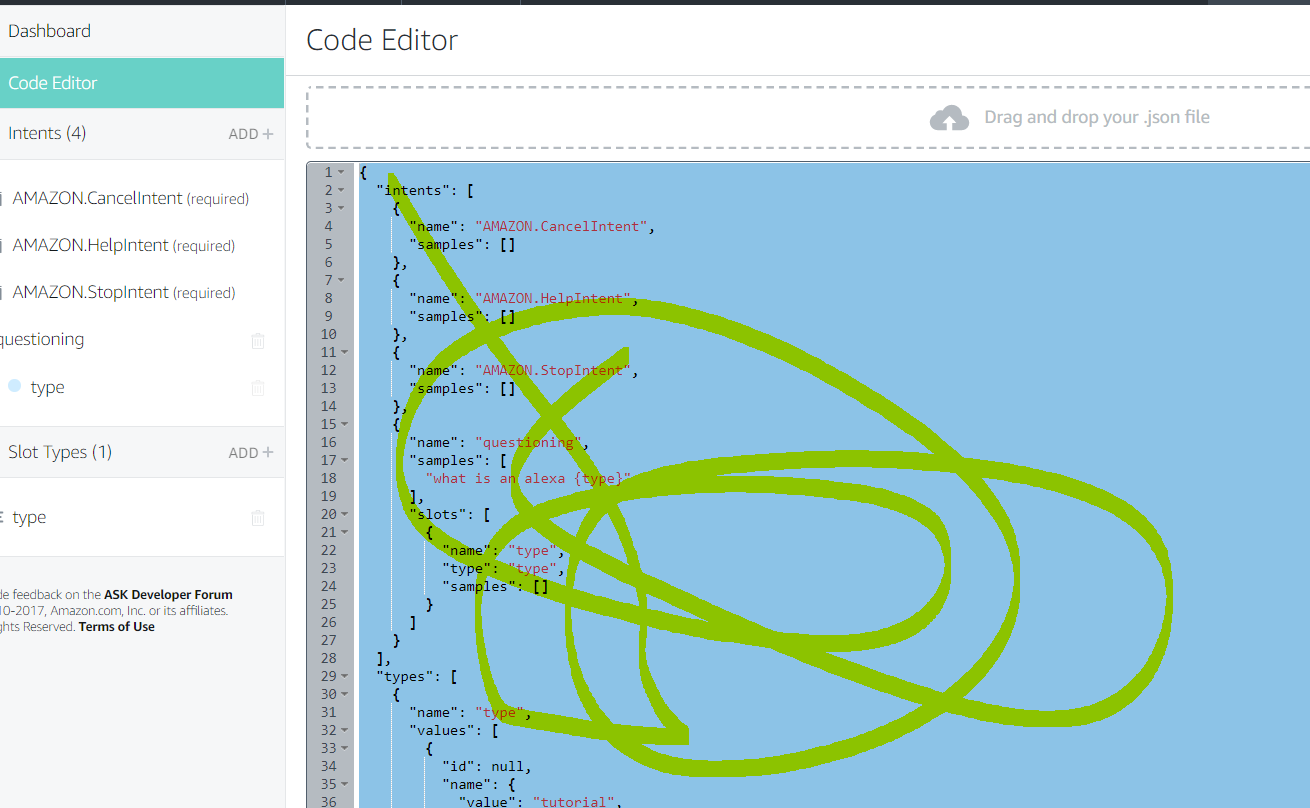 Dashboard
Code Editor
Intents (4) ADD +
AMAZON.CancelIntent (required)
AMAZON.HelpIntent (required)
AMAZON.StopIntent (required)
questioning
type
Slot Types (1) ADD +
type
de feedback on the ASK Developer Forum
10-2017, Amazon.com, Inc. or its affiliates.
ghts Reserved. Terms of Use
Code Editor
Drag and drop your .json file
1 {
2 "intents": [
3 {
4 "name": "AMAZON.CancelIntent",
5 "samples": []
6 },
7 {
8 "name": "AMAZON.HelpIntent",
9 "samples": []
10 },
11 {
12 "name": "AMAZON.StopIntent",
13 "samples": []
14 },
15 {
16 "name": "questioning",
17 "samples": [
18 "what is an alexa {type}"
19 ],
20 "slots": [
21 {
22 "name": "type",
23 "type": "type",
24 "samples": []
25 }
26 ]
27 }
28 ],
29 "types": [
30 {
31 "name": "type",
32 "values": [
33 {
34 "id": null,
35 "name": {
36 "value": "tutorial",